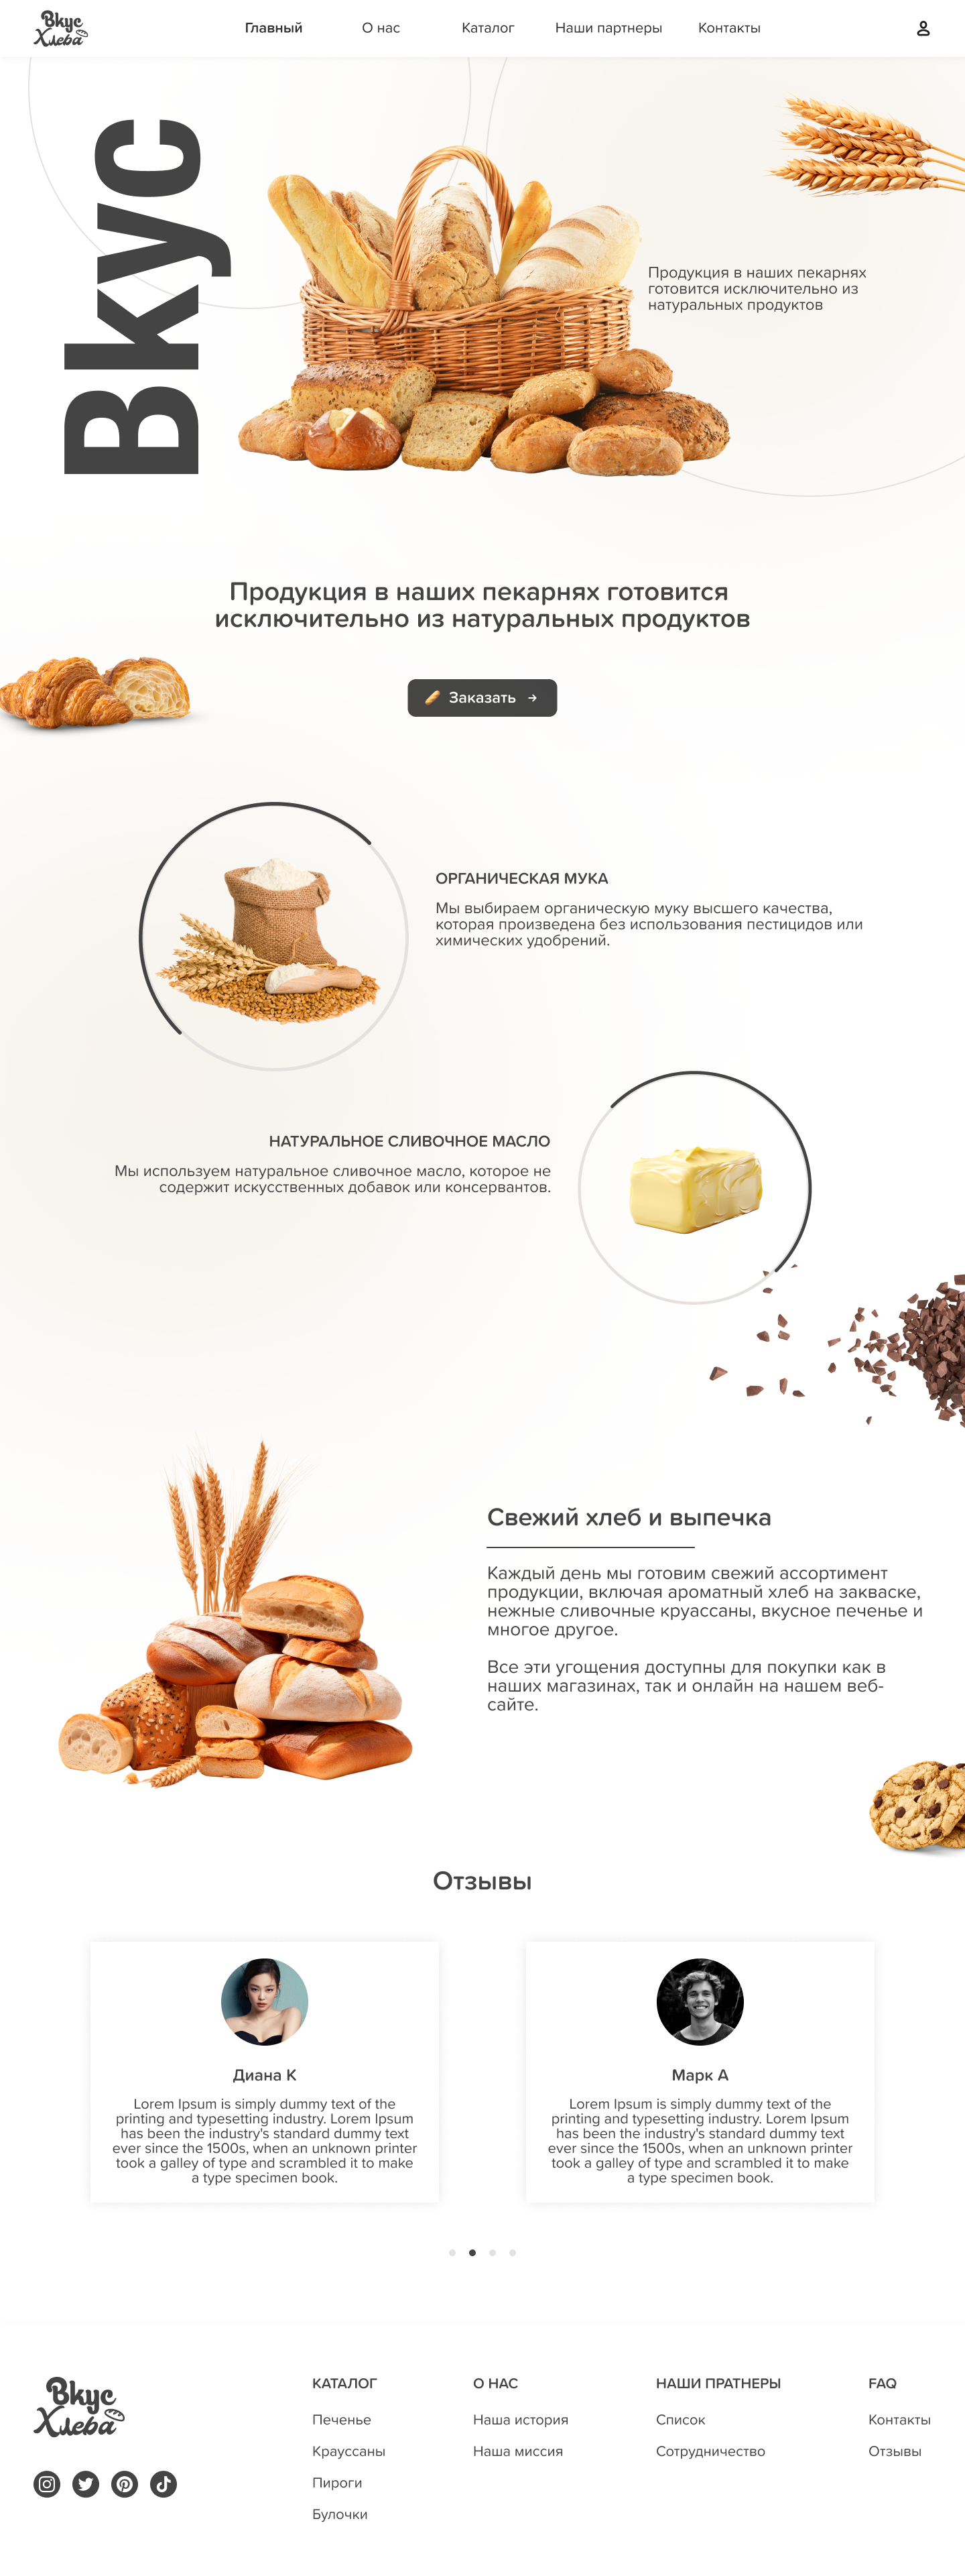 Вкус
Хлеба
Главный
О нас
Каталог
Наши партнеры
Контакты
Вкус
Продукция в наших пекарнях
готовится исключительно из
натуральных продуктов
Продукция в наших пекарнях готовится
исключительно из натуральных продуктов
Заказать →
ОРГАНИЧЕСКАЯ МУКА
Мы выбираем органическую муку высшего качества,
которая произведена без использования пестицидов или
химических удобрений.
НАТУРАЛЬНОЕ СЛИВОЧНОЕ МАСЛО
Мы используем натуральное сливочное масло, которое не
содержит искусственных добавок или консервантов.
Свежий хлеб и выпечка
Каждый день мы готовим свежий ассортимент
продукции, включая ароматный хлеб на закваске,
нежные сливочные круассаны, вкусное печенье и
многое другое.
Все эти угощения доступны для покупки как в
наших магазинах, так и онлайн на нашем веб-
сайте.
Отзывы
Диана К
Lorem Ipsum is simply dummy text of the
printing and typesetting industry. Lorem Ipsum
has been the industry's standard dummy text
ever since the 1500s, when an unknown printer
took a galley of type and scrambled it to make
a type specimen book.
Марк А
Lorem Ipsum is simply dummy text of the
printing and typesetting industry. Lorem Ipsum
has been the industry's standard dummy text
ever since the 1500s, when an unknown printer
took a galley of type and scrambled it to make
a type specimen book.
Вкус
Хлеба
КАТАЛОГ
Печенье
Крауссаны
Пироги
Булочки
О НАС
Наша история
Наша миссия
НАШИ ПРАТНЕРЫ
Список
Сотрудничество
FAQ
Контакты
Отзывы